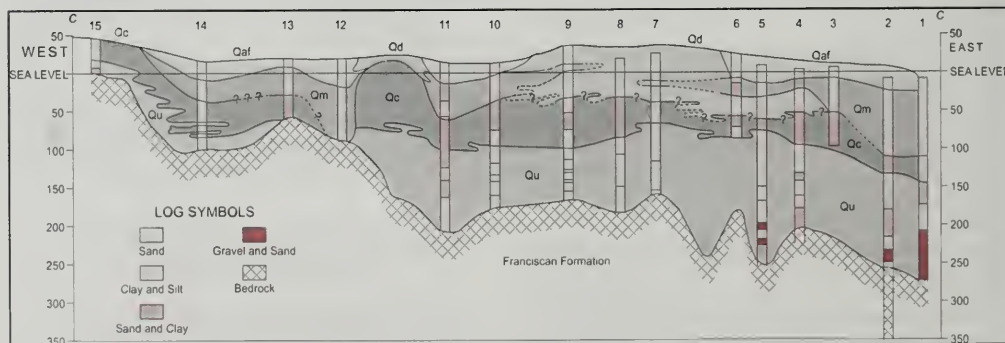 C
C
15
14
13
12
11
10
9
8
7
6
5
4
3
2
1
50
Qc
Qaf
Qd
Qd
Qaf
50
WEST
EAST
SEA LEVEL
SEA LEVEL
50
Qu
? ? ?
Qm
?
Qc
?
?
?
?
?
?
?
?
Qm
50
100
Qc
100
150
Qu
Qu
150
LOG SYMBOLS
200
200
Sand
Gravel and Sand
250
Franciscan Formation
250
Clay and Silt
Bedrock
300
300
Sand and Clay
350
350